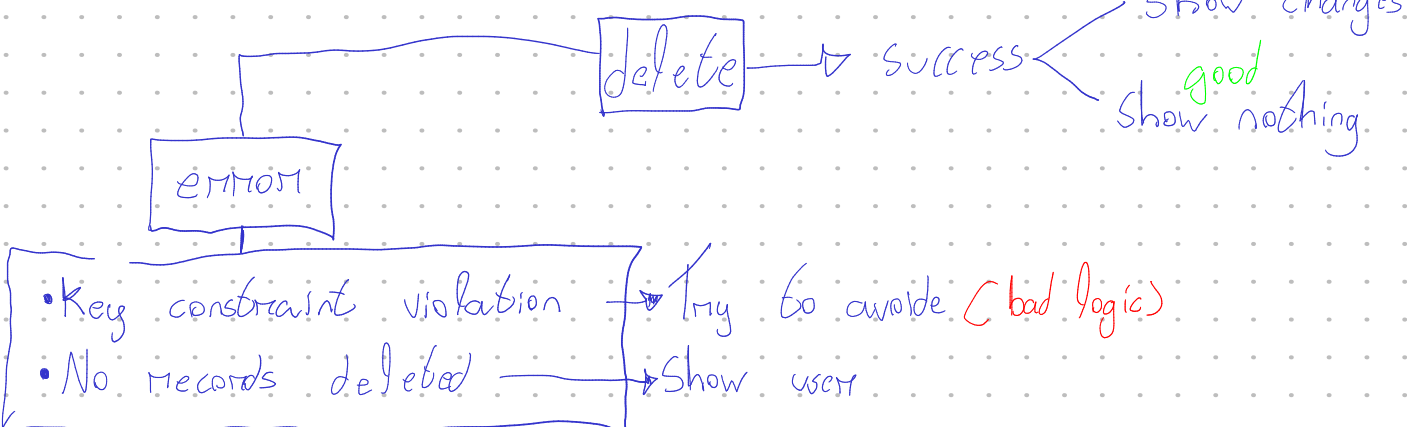 show changes
delete
success
good
show nothing
error
• Key constraint violation
Try to avoide (bad logic)
• No records deleted
Show user